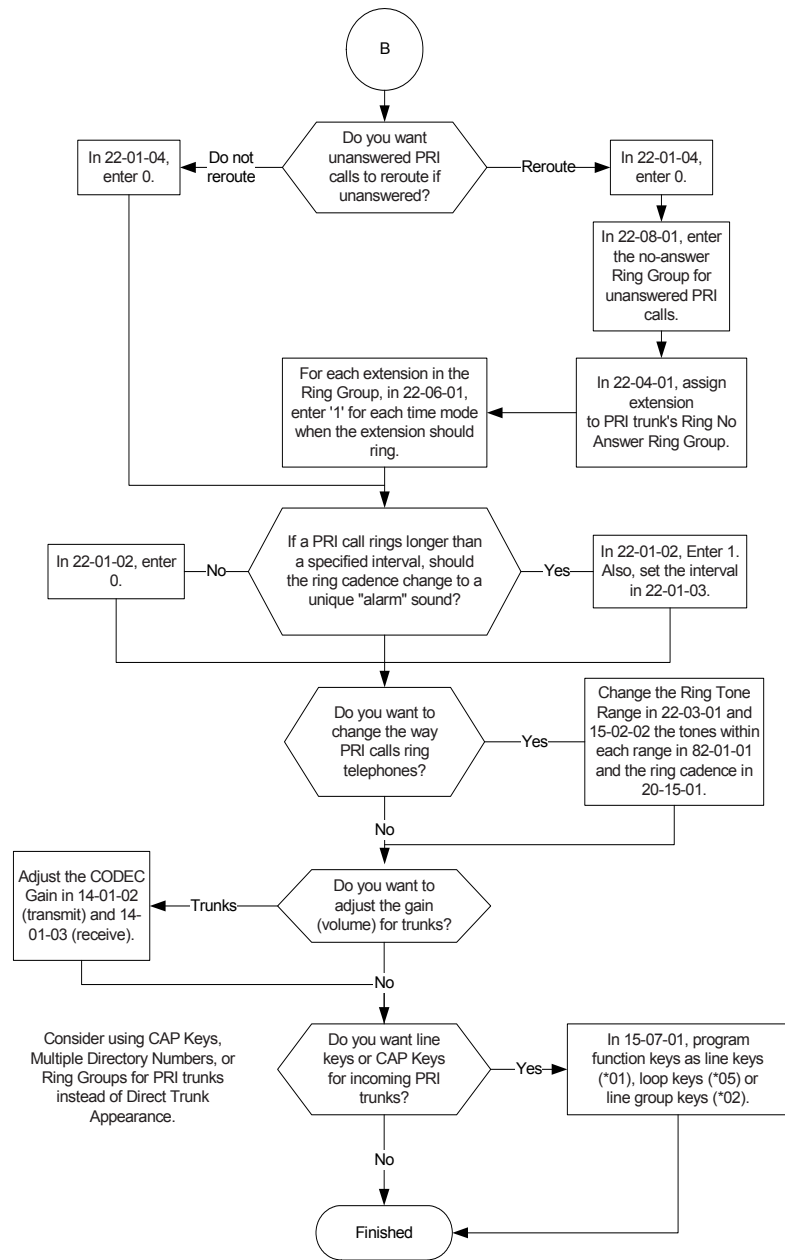 B
Do you want
unanswered PRI
calls to reroute if
unanswered?
Do not
reroute
In 22-01-04,
enter 0.
Reroute
In 22-01-04,
enter 0.
In 22-08-01, enter
the no-answer
Ring Group for
unanswered PRI
calls.
In 22-04-01, assign
extension
to PRI trunk's Ring No
Answer Ring Group.
For each extension in the
Ring Group, in 22-06-01,
enter '1' for each time mode
when the extension should
ring.
If a PRI call rings longer than
a specified interval, should
the ring cadence change to a
unique "alarm" sound?
No
In 22-01-02, enter
0.
Yes
In 22-01-02, Enter 1.
Also, set the interval
in 22-01-03.
Do you want to
change the way
PRI calls ring
telephones?
Yes
Change the Ring Tone
Range in 22-03-01 and
15-02-02 the tones within
each range in 82-01-01
and the ring cadence in
20-15-01.
No
Do you want to
adjust the gain
(volume) for trunks?
Trunks
Adjust the CODEC
Gain in 14-01-02
(transmit) and 14-
01-03 (receive).
No
Consider using CAP Keys,
Multiple Directory Numbers, or
Ring Groups for PRI trunks
instead of Direct Trunk
Appearance.
Do you want line
keys or CAP Keys
for incoming PRI
trunks?
Yes
In 15-07-01, program
function keys as line keys
(*01), loop keys (*05) or
line group keys (*02).
No
Finished